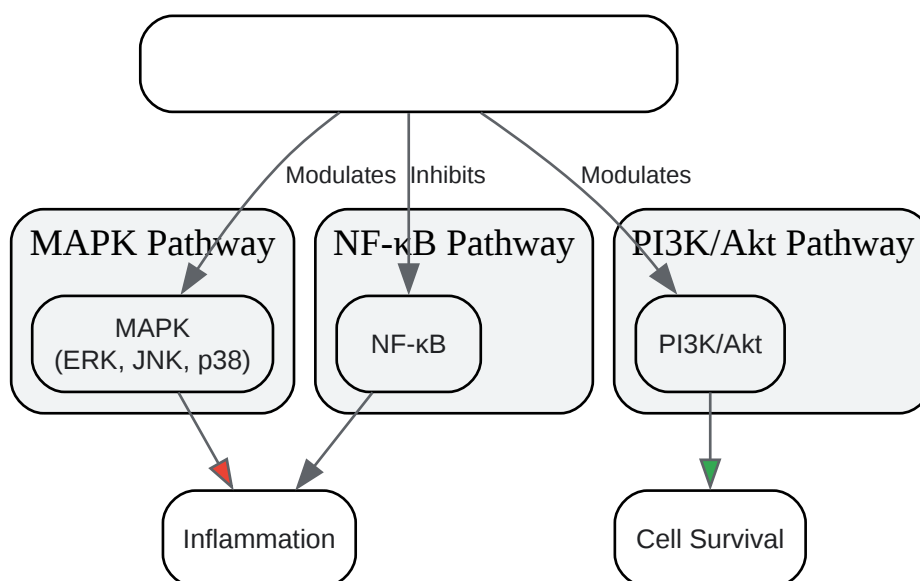 Modulates
Inhibits
Modulates
MAPK Pathway
NF-κB Pathway
PI3K/Akt Pathway
MAPK
(ERK, JNK, p38)
NF-κB
PI3K/Akt
Inflammation
Cell Survival